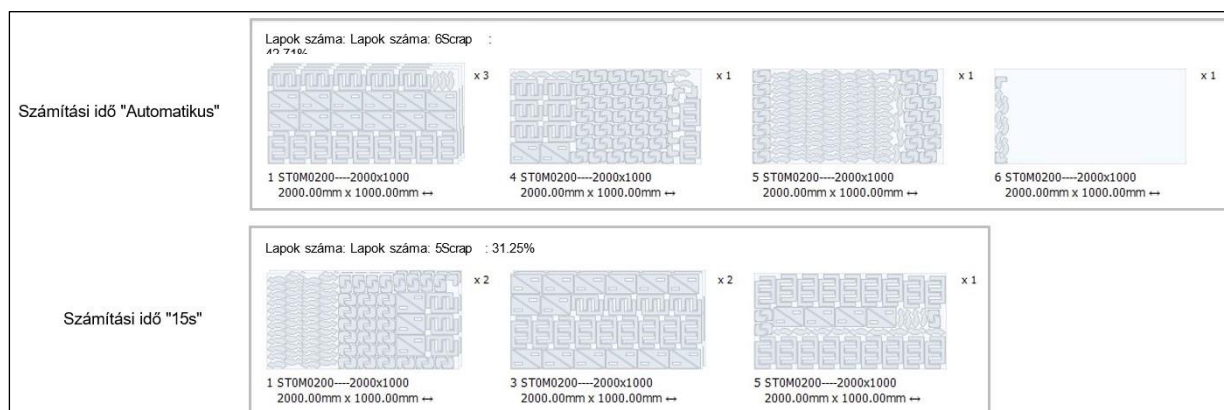 Lapok száma: Lapok száma: 6Scrap :
42.71%
Számítási idő "Automatikus"
x 3
x 1
x 1
x 1
1 ST0M0200----2000x1000
2000.00mm x 1000.00mm ↔
4 ST0M0200----2000x1000
2000.00mm x 1000.00mm ↔
5 ST0M0200----2000x1000
2000.00mm x 1000.00mm ↔
6 ST0M0200----2000x1000
2000.00mm x 1000.00mm ↔
Lapok száma: Lapok száma: 5Scrap : 31.25%
Számítási idő "15s"
x 2
x 2
x 1
1 ST0M0200----2000x1000
2000.00mm x 1000.00mm ↔
3 ST0M0200----2000x1000
2000.00mm x 1000.00mm ↔
5 ST0M0200----2000x1000
2000.00mm x 1000.00mm ↔